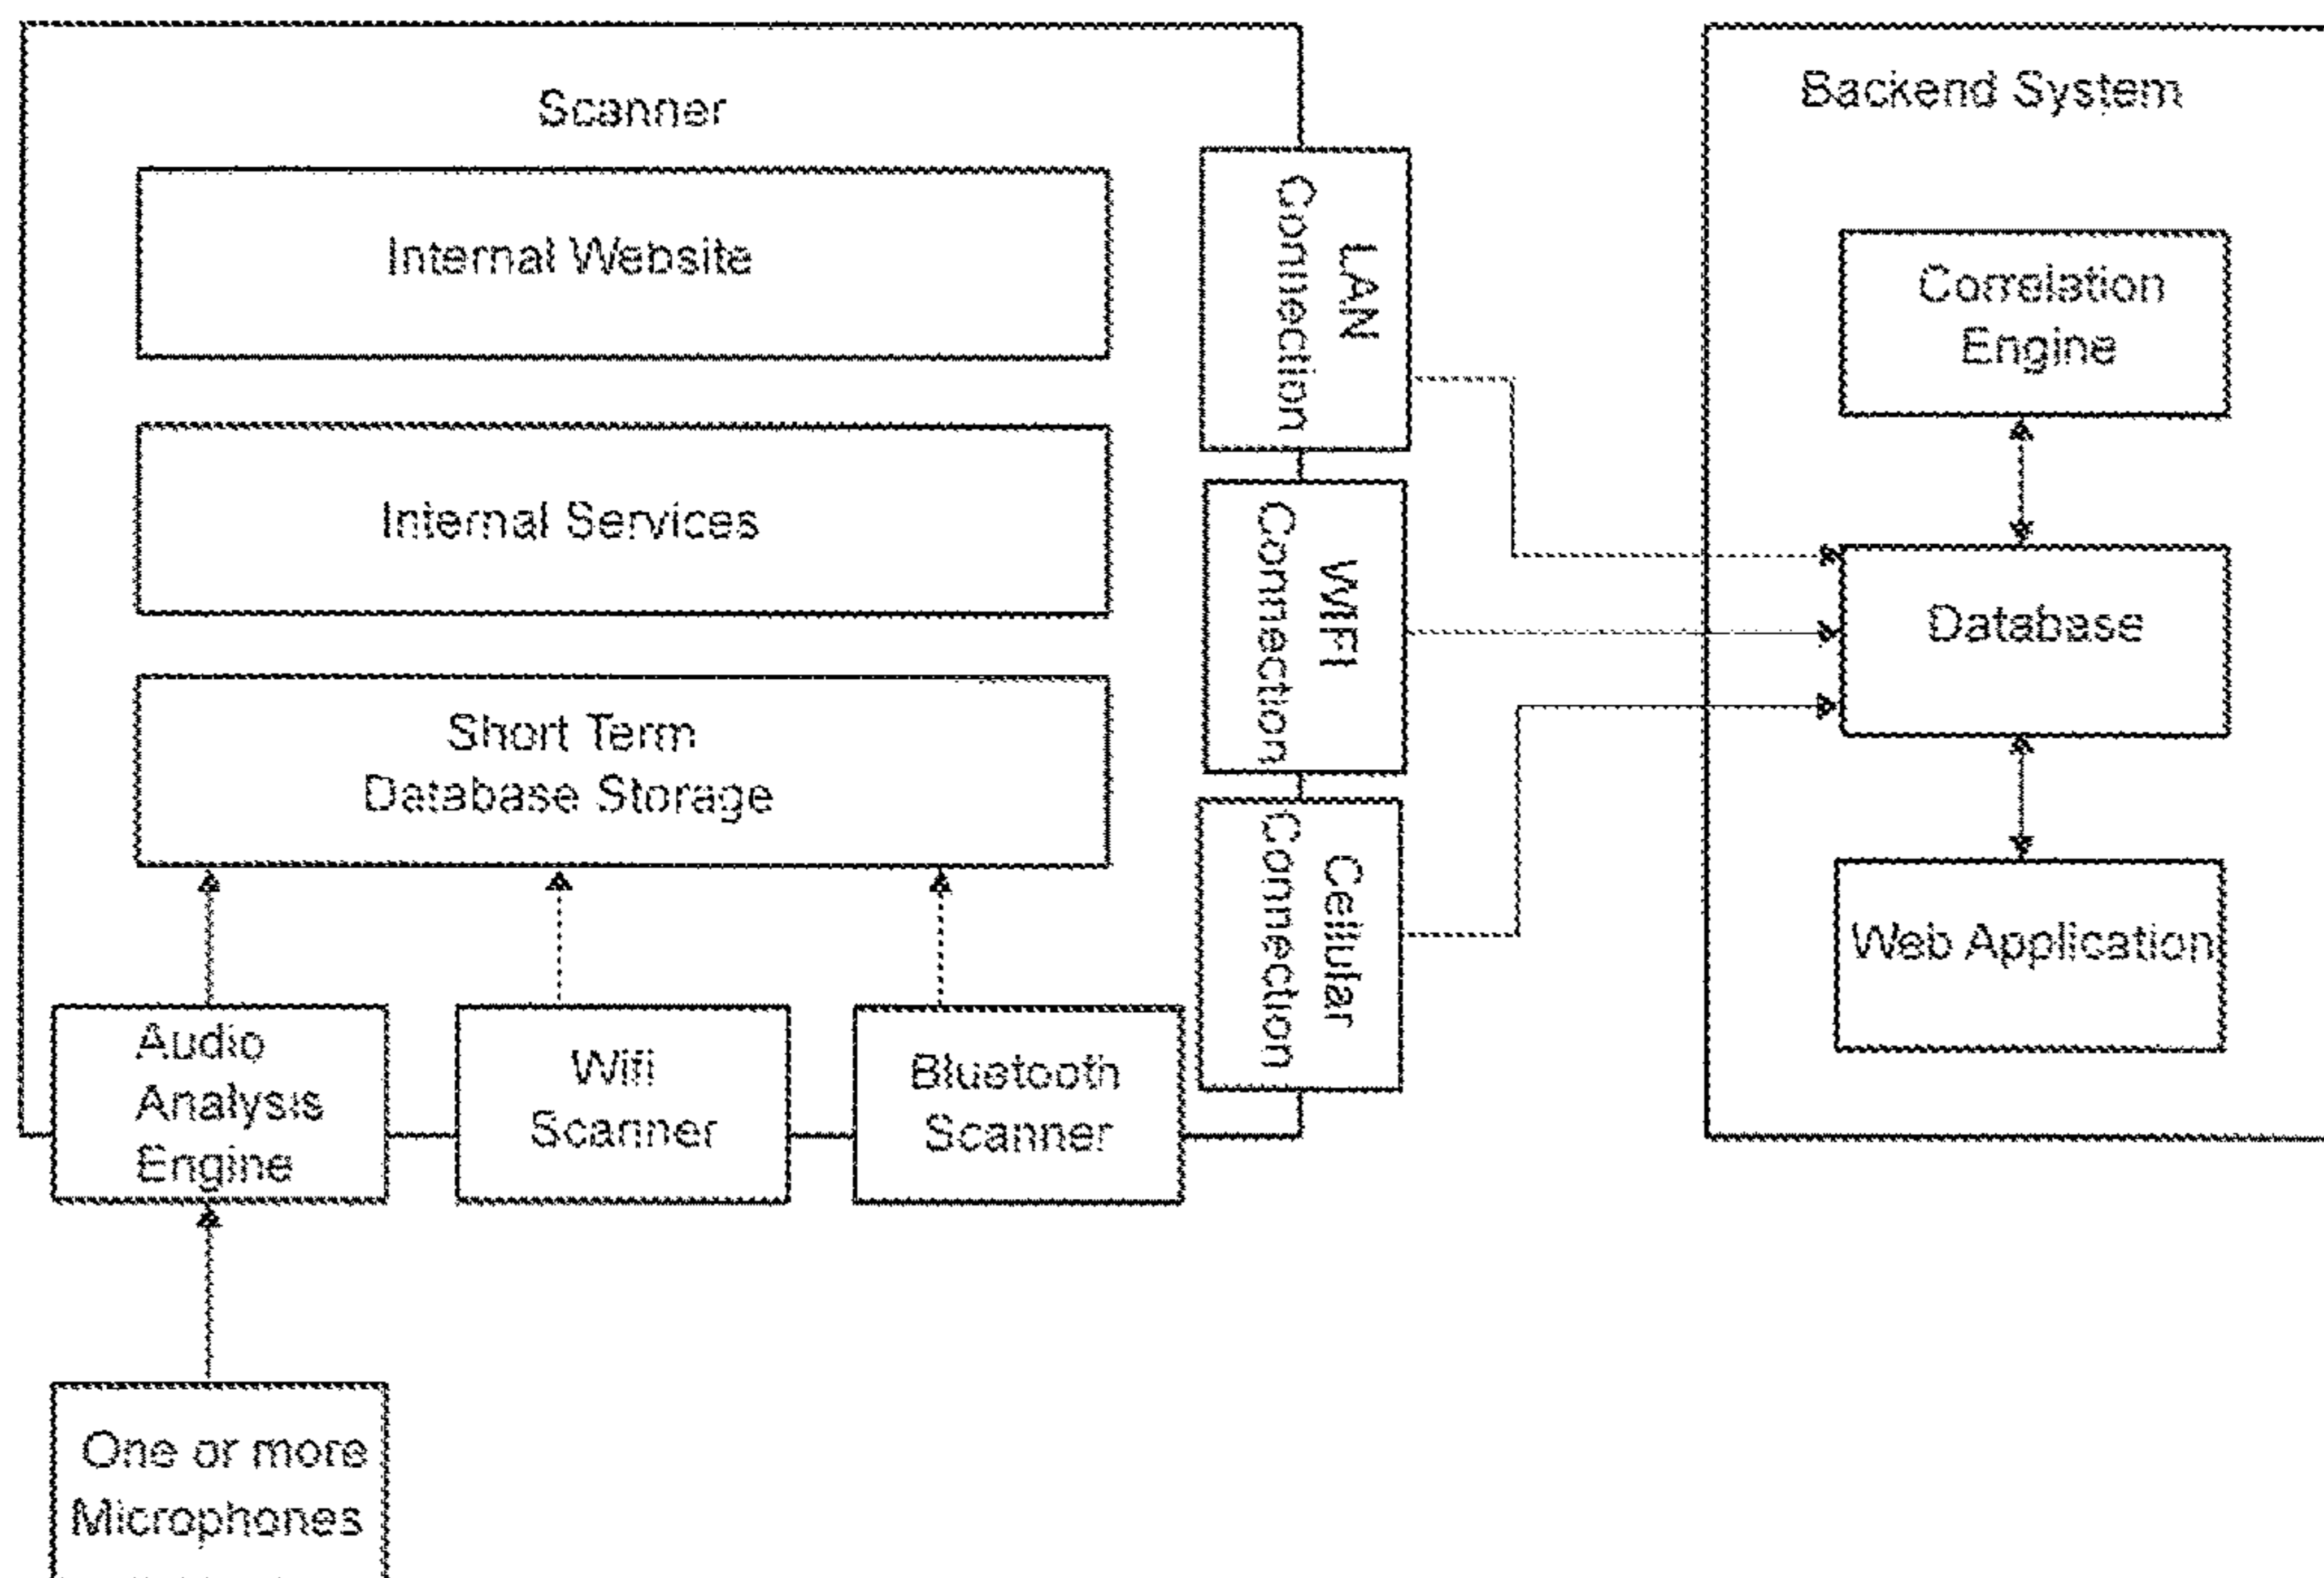 Scanner
Internal Website
Internal Services
Short Term
Database Storage
Audio
Analysis
Engine
Wifi
Scanner
Bluetooth
Scanner
One or more
Microphones
LAN
Connection
WIFI
Connection
Cellular
Connection
Backend System
Correlation
Engine
Database
Web Application